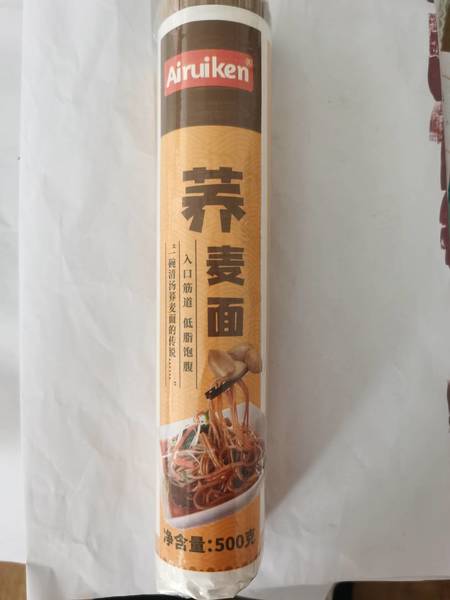 Airuiken®
荞
麦
面
入口筋道 低脂饱腹
"一碗清汤荞麦面的传说……"
净含量:500克